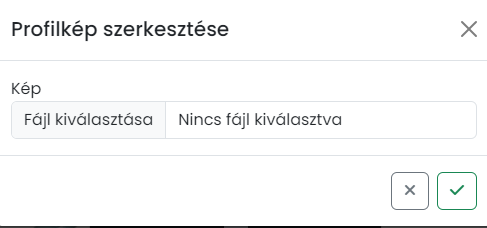 Profilkép szerkesztése
Kép
Fájl kiválasztása Nincs fájl kiválasztva